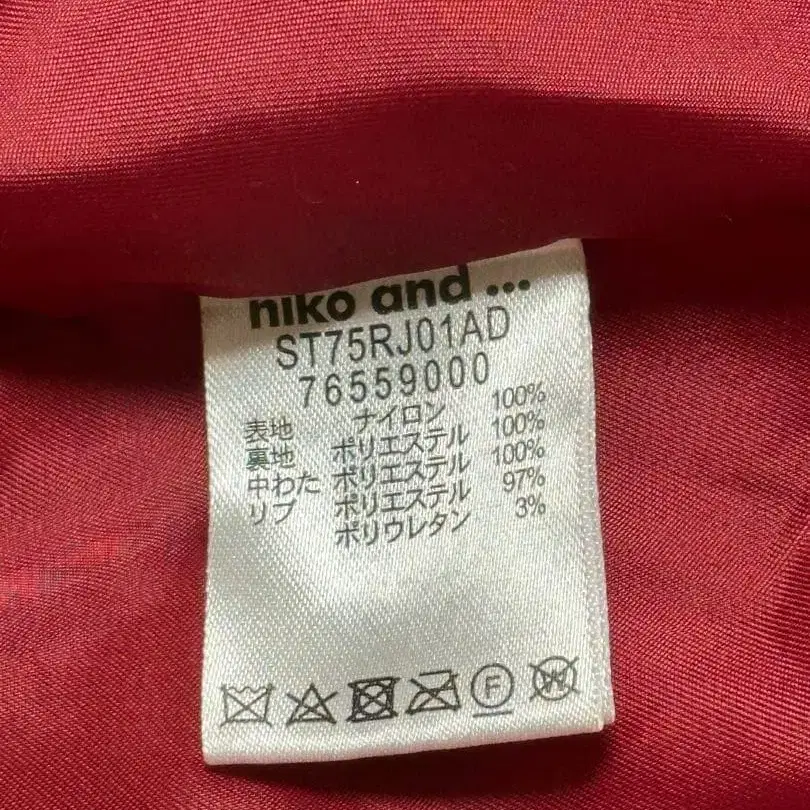 niko and ...
ST75RJ01AD
76559000
表地 ナイロン 100%
裏地 ポリエステル 100%
中わた ポリエステル 100%
リブ ポリエステル 97%
ポリウレタン 3%
F W